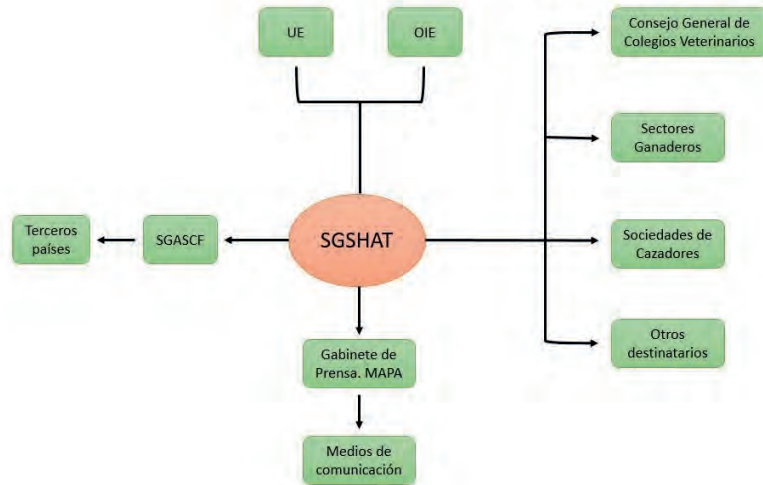 UE
OIE
Consejo General de
Colegios Veterinarios
Sectores
Ganaderos
Terceros
países
SGASCF
SGSHAT
Sociedades de
Cazadores
Otros
destinatarios
Gabinete de
Prensa. MAPA
Medios de
comunicación